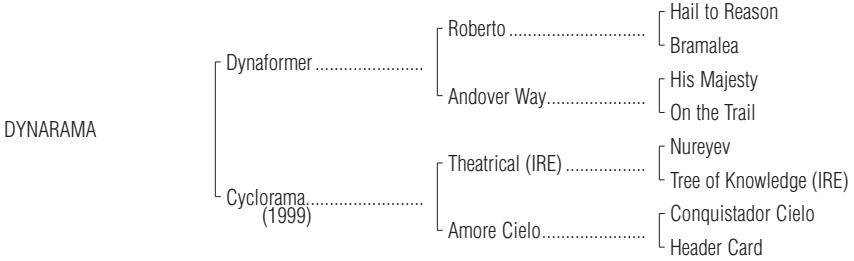 Hail to Reason
Roberto .............................
Bramalea
Dynaformer .......................
His Majesty
Andover Way.....................
On the Trail
DYNARAMA
Nureyev
Theatrical (IRE) .................
Tree of Knowledge (IRE)
Cyclorama.........................
(1999)
Conquistador Cielo
Amore Cielo......................
Header Card